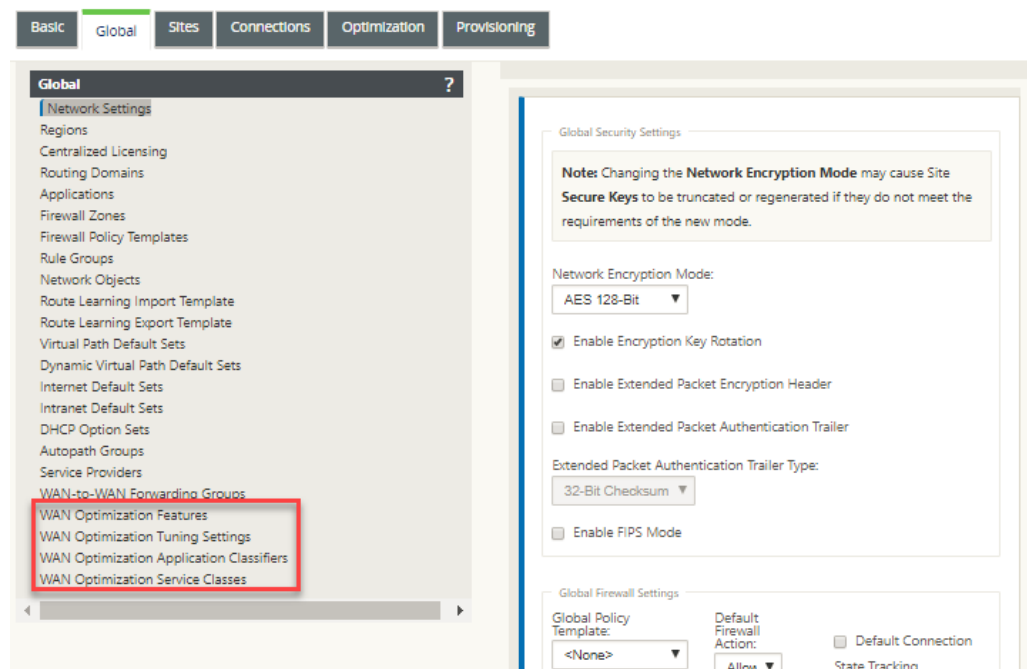 Basic Global Sites Connections Optimization Provisioning
Global ?
Network Settings
Regions
Centralized Licensing
Routing Domains
Applications
Firewall Zones
Firewall Policy Templates
Rule Groups
Network Objects
Route Learning Import Template
Route Learning Export Template
Virtual Path Default Sets
Dynamic Virtual Path Default Sets
Internet Default Sets
Intranet Default Sets
DHCP Option Sets
Autopath Groups
Service Providers
WAN-to-WAN Forwarding Groups
WAN Optimization Features
WAN Optimization Tuning Settings
WAN Optimization Application Classifiers
WAN Optimization Service Classes
Global Security Settings
Note: Changing the Network Encryption Mode may cause Site
Secure Keys to be truncated or regenerated if they do not meet the
requirements of the new mode.
Network Encryption Mode:
AES 128-Bit
Enable Encryption Key Rotation
Enable Extended Packet Encryption Header
Enable Extended Packet Authentication Trailer
Extended Packet Authentication Trailer Type:
32-Bit Checksum
Enable FIPS Mode
Global Firewall Settings
Global Policy
Template:
<None>
Default
Firewall
Action:
Allow
Default Connection
State Tracking